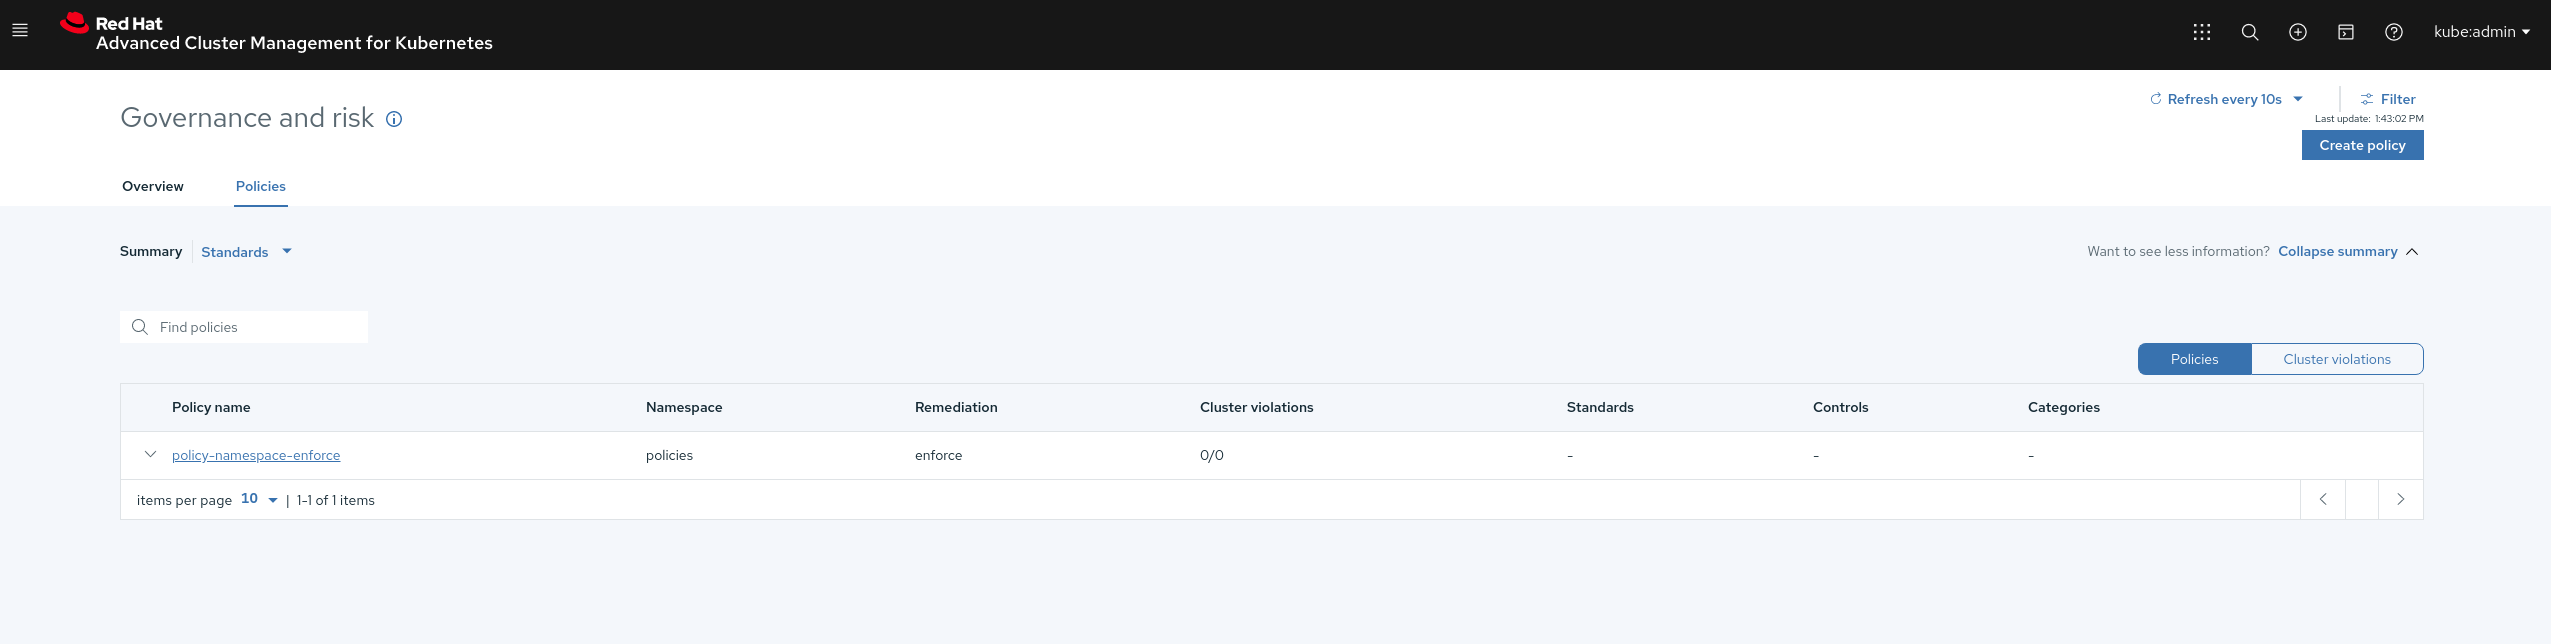 Red Hat
Advanced Cluster Management for Kubernetes
kube:admin
Governance and risk
Refresh every 10s
Filter
Last update: 1:43:02 PM
Create policy
Overview Policies
Summary Standards
Want to see less information? Collapse summary
Find policies
Policies Cluster violations
Policy name Namespace Remediation Cluster violations Standards Controls Categories
policy-namespace-enforce policies enforce 0/0 - - -
items per page 10 | 1-1 of 1 items